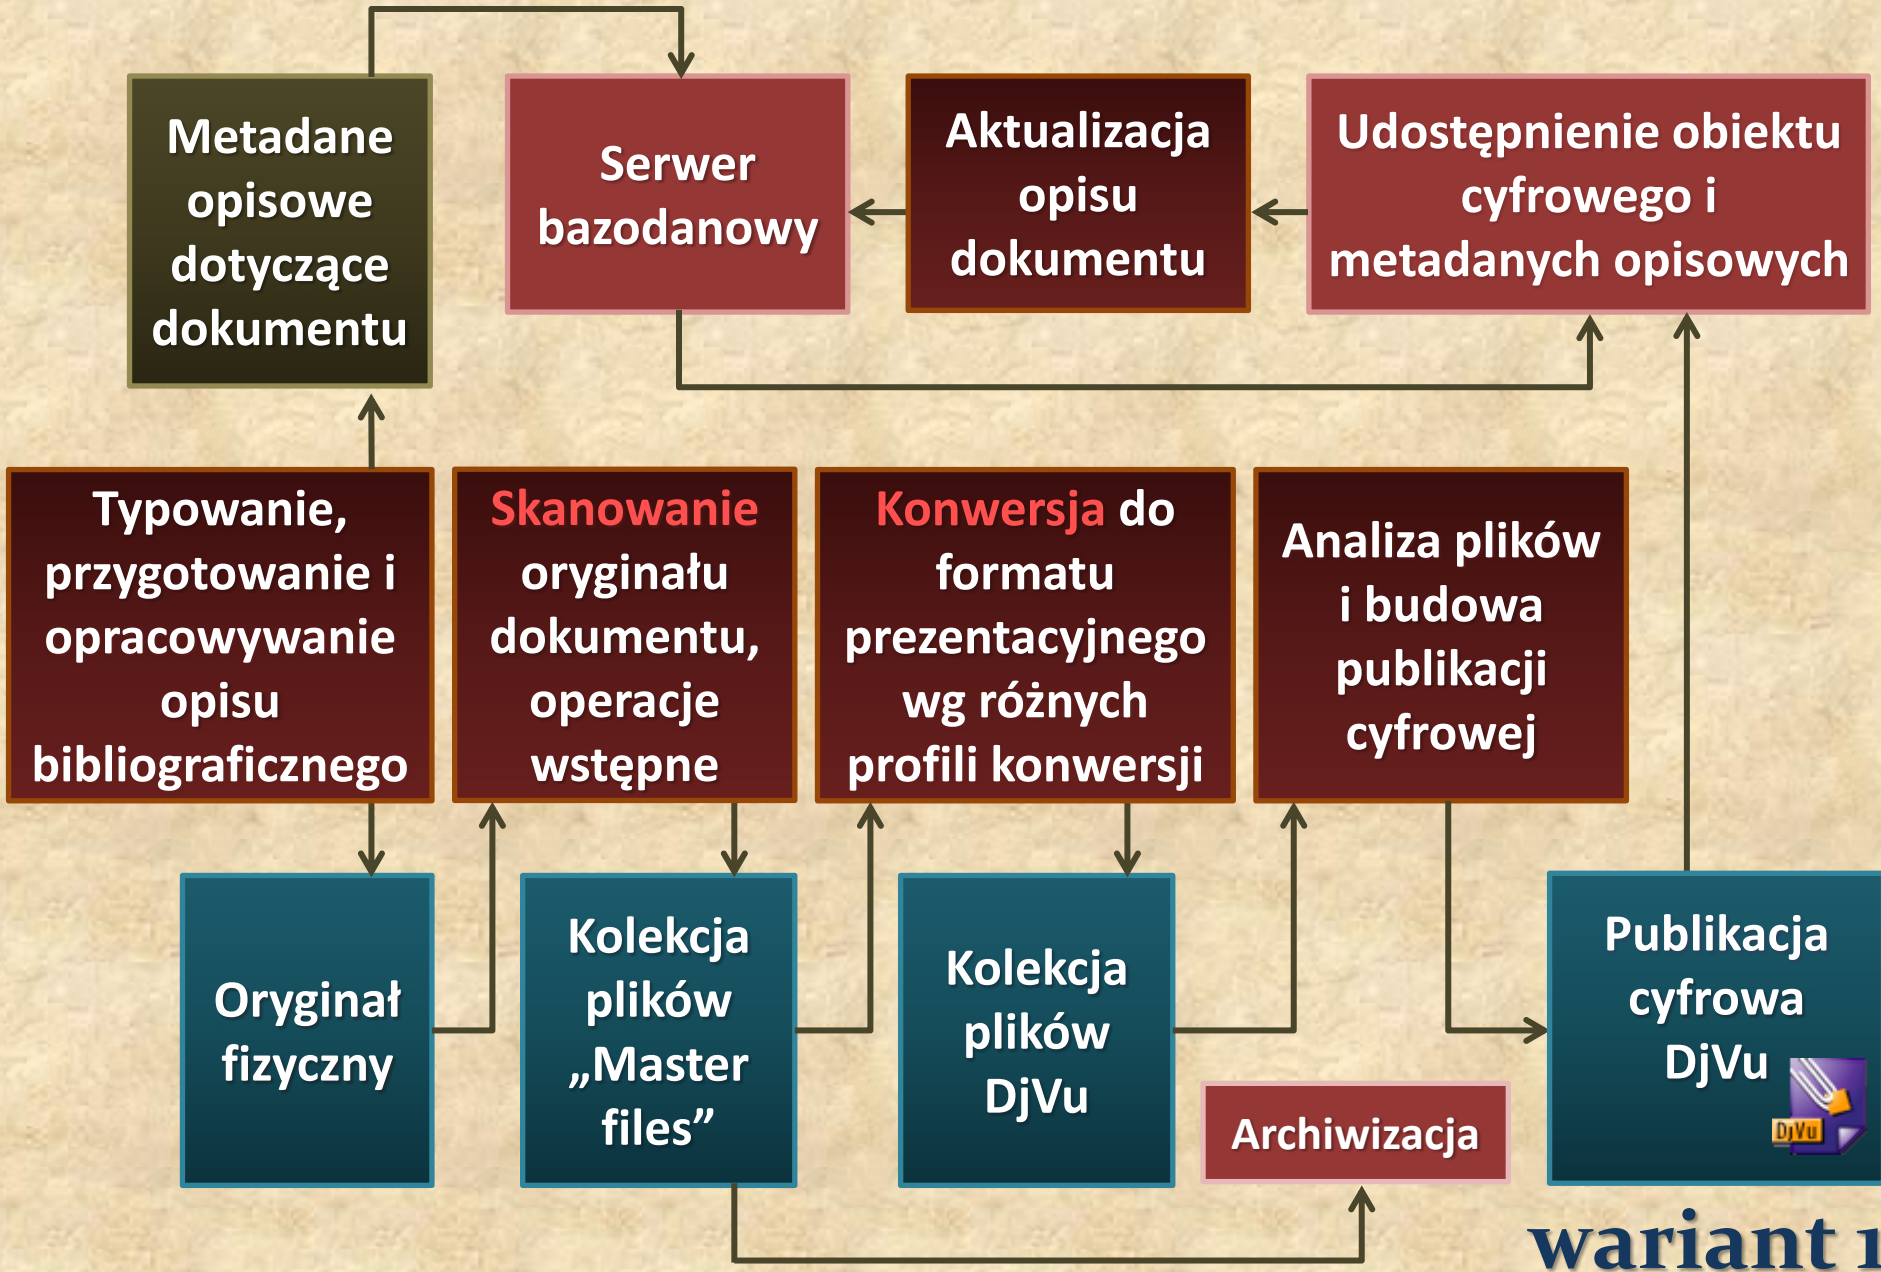 Metadane
opisowe
dotyczące
dokumentu
Serwer
bazodanowy
Aktualizacja
opisu
dokumentu
Udostępnienie obiektu
cyfrowego i
metadanych opisowych
Typowanie,
przygotowanie i
opracowywanie
opisu
bibliograficznego
Skanowanie
oryginału
dokumentu,
operacje
wstępne
Konwersja do
formatu
prezentacyjnego
wg różnych
profili konwersji
Analiza plików
i budowa
publikacji
cyfrowej
Oryginał
fizyczny
Kolekcja
plików
„Master
files”
Kolekcja
plików
DjVu
Archiwizacja
Publikacja
cyfrowa
DjVu
DjVu
wariant 1